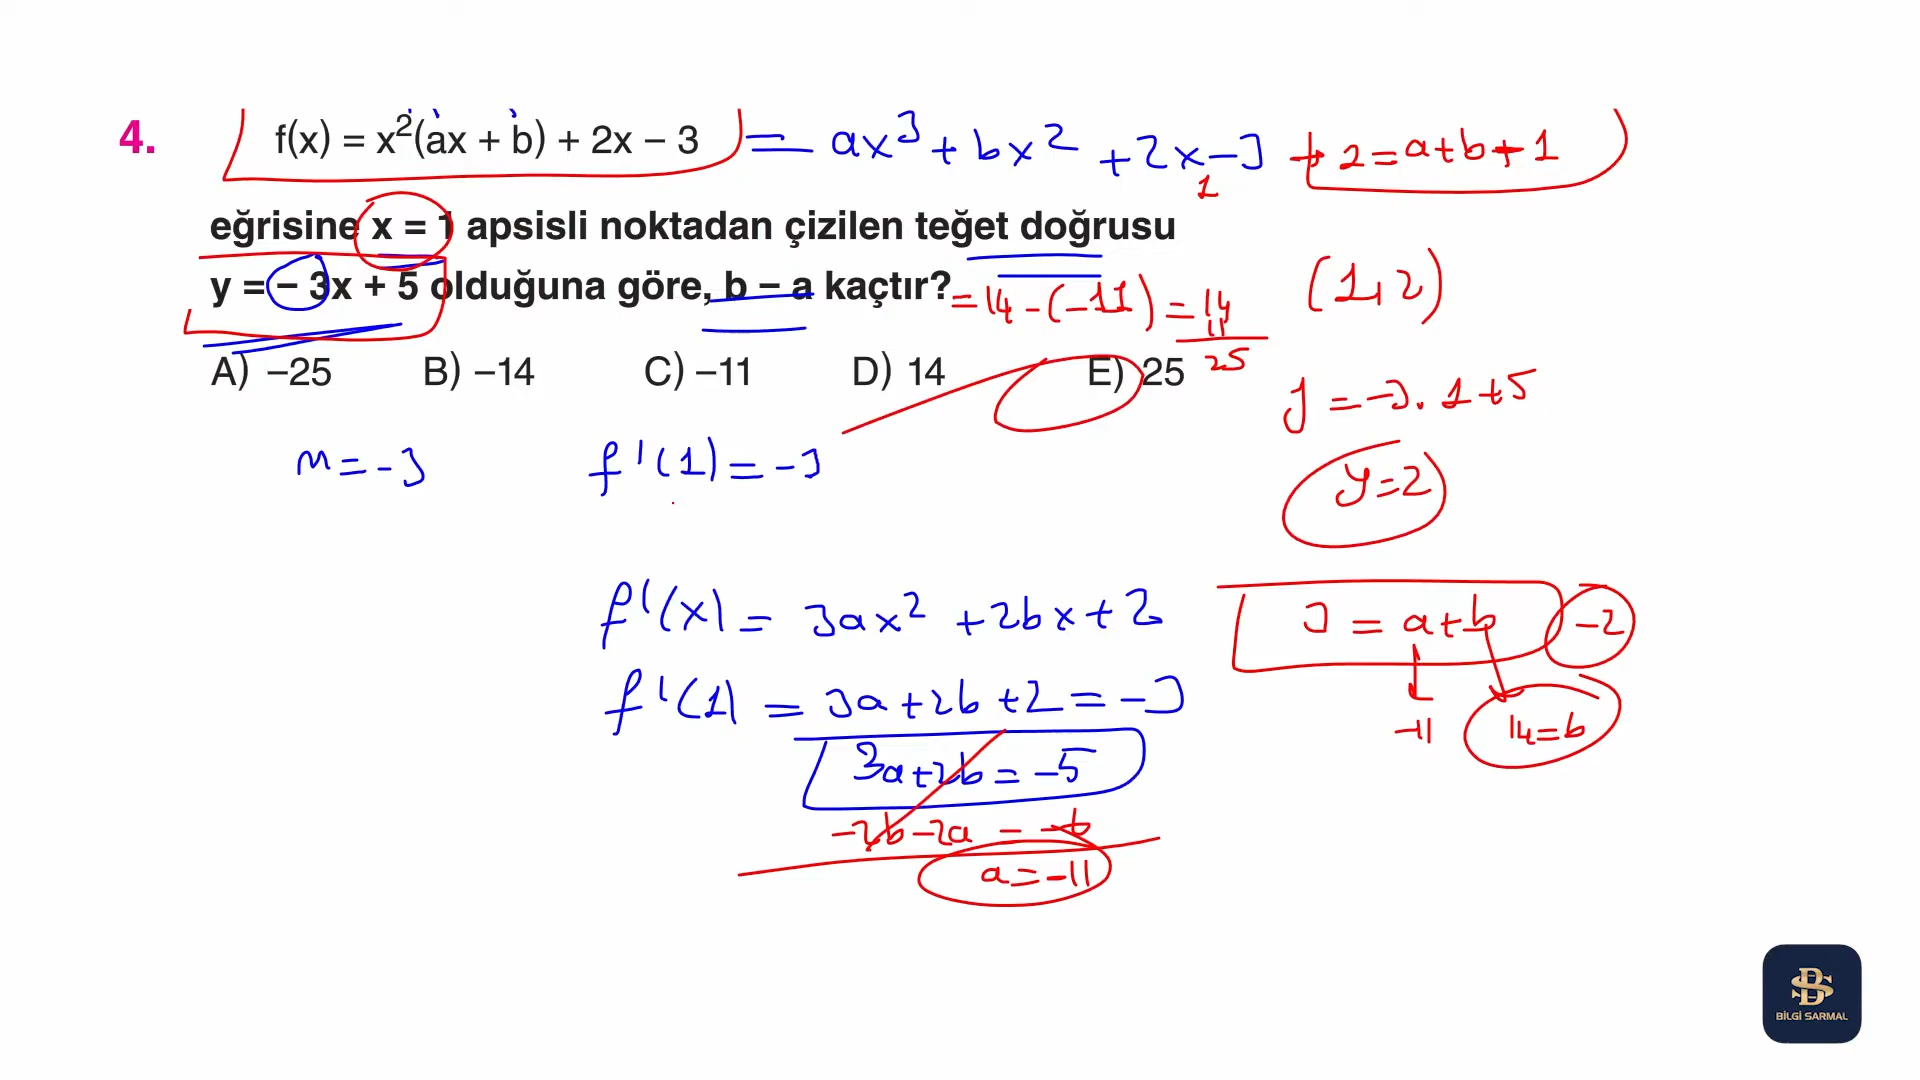 4. f(x) = x²(ax + b) + 2x – 3 = ax³ + bx² + 2x – 3 → 2 = a + b + 1
1
eğrisine x = 1 apsisli noktadan çizilen teğet doğrusu
y = – 3x + 5 olduğuna göre, b – a kaçtır? = 14 – (–11) = 14
11
25
(1, 2)
A) –25 B) –14 C) –11 D) 14 E) 25
y = –3. 1 + 5
m = –3 f'(1) = –3
y = 2
f'(x) = 3ax² + 2bx + 2
3 = a + b –2
f'(1) = 3a + 2b + 2 = –3
–11 14 = b
3a + 2b = –5
–2b – 2a = –6
a = –11
BİLGİ SARMAL